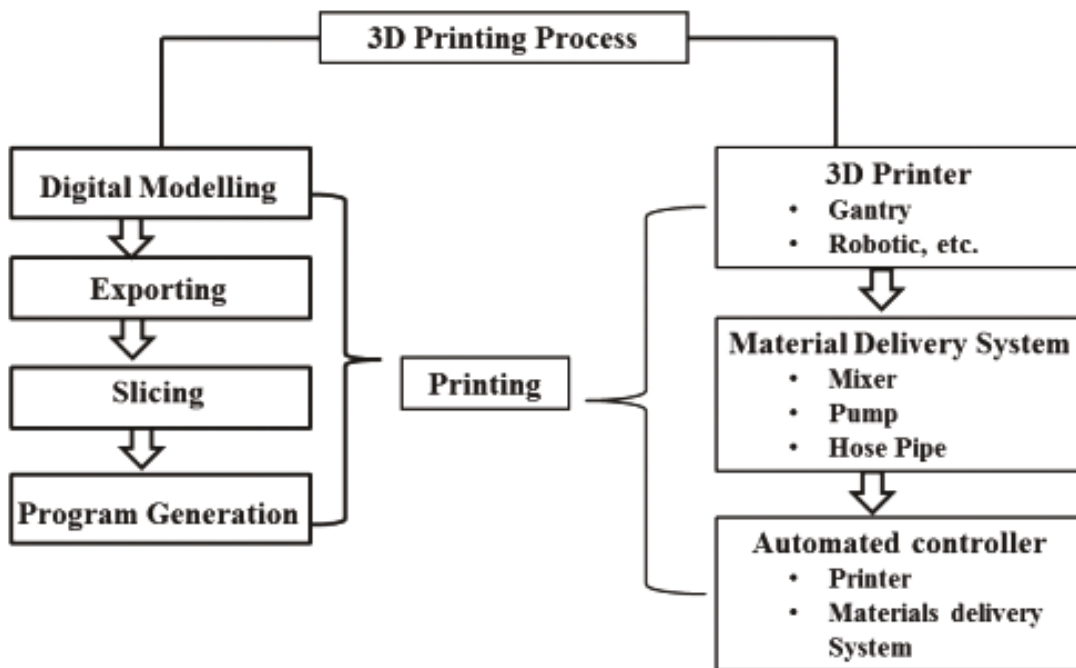 3D Printing Process
Digital Modelling
Exporting
Slicing
Program Generation
Printing
3D Printer
• Gantry
• Robotic, etc.
Material Delivery System
• Mixer
• Pump
• Hose Pipe
Automated controller
• Printer
• Materials delivery
System